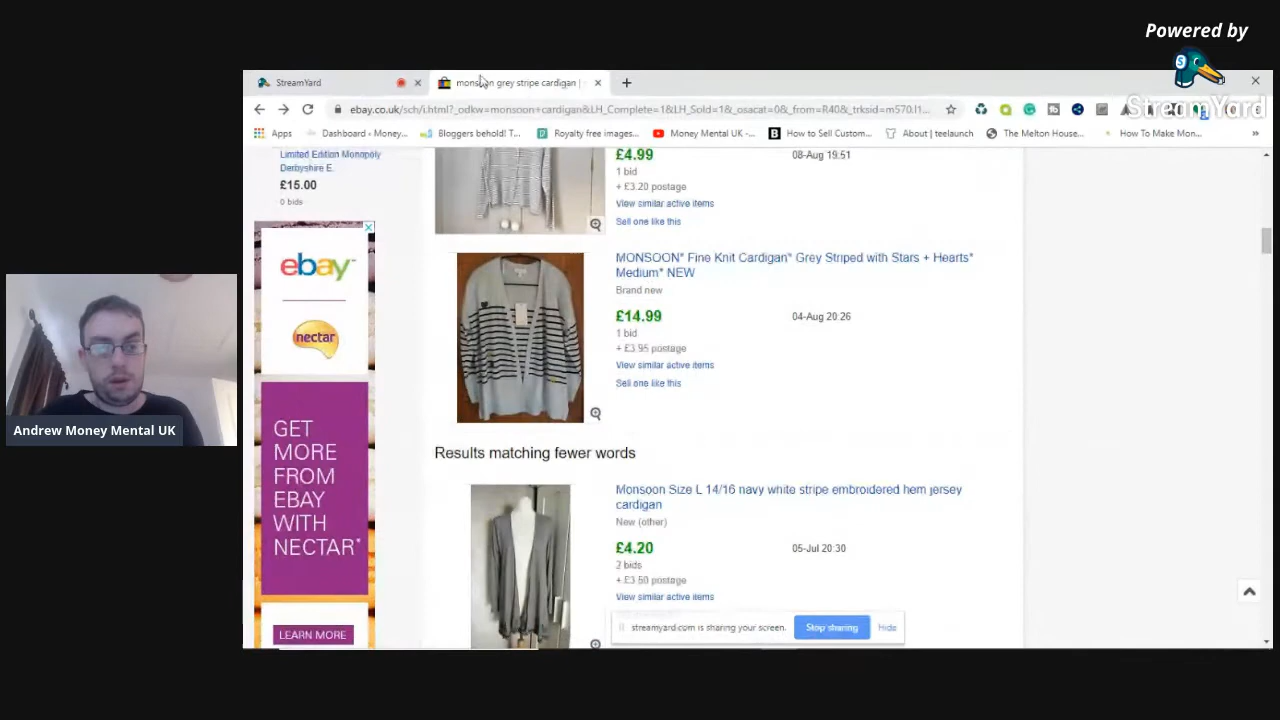 Powered by
StreamYard
StreamYard
monsoon grey stripe cardigan |
ebay.co.uk/sch/i.html?_odkw=monsoon+cardigan&LH_Complete=1&LH_Sold=1&_osacat=0&_from=R40&_trksid=m570.l1...
Apps
Dashboard ‹ Money...
Bloggers behold! T...
Royalty free images...
Money Mental UK -...
How to Sell Custom...
About | teelaunch
The Melton House...
How To Make Mon...
Limited Edition Monopoly
Derbyshire E.
£15.00
0 bids
£4.99
08-Aug 19:51
1 bid
+ £3.20 postage
View similar active items
Sell one like this
MONSOON* Fine Knit Cardigan* Grey Striped with Stars + Hearts*
Medium* NEW
Brand new
£14.99
04-Aug 20:26
1 bid
+ £3.95 postage
View similar active items
Sell one like this
Results matching fewer words
Monsoon Size L 14/16 navy white stripe embroidered hem jersey
cardigan
New (other)
£4.20
05-Jul 20:30
2 bids
+ £3.50 postage
View similar active items
ebay
nectar
GET
MORE
FROM
EBAY
WITH
NECTAR*
LEARN MORE
streamyard.com is sharing your screen.
Stop sharing
Hide
Andrew Money Mental UK